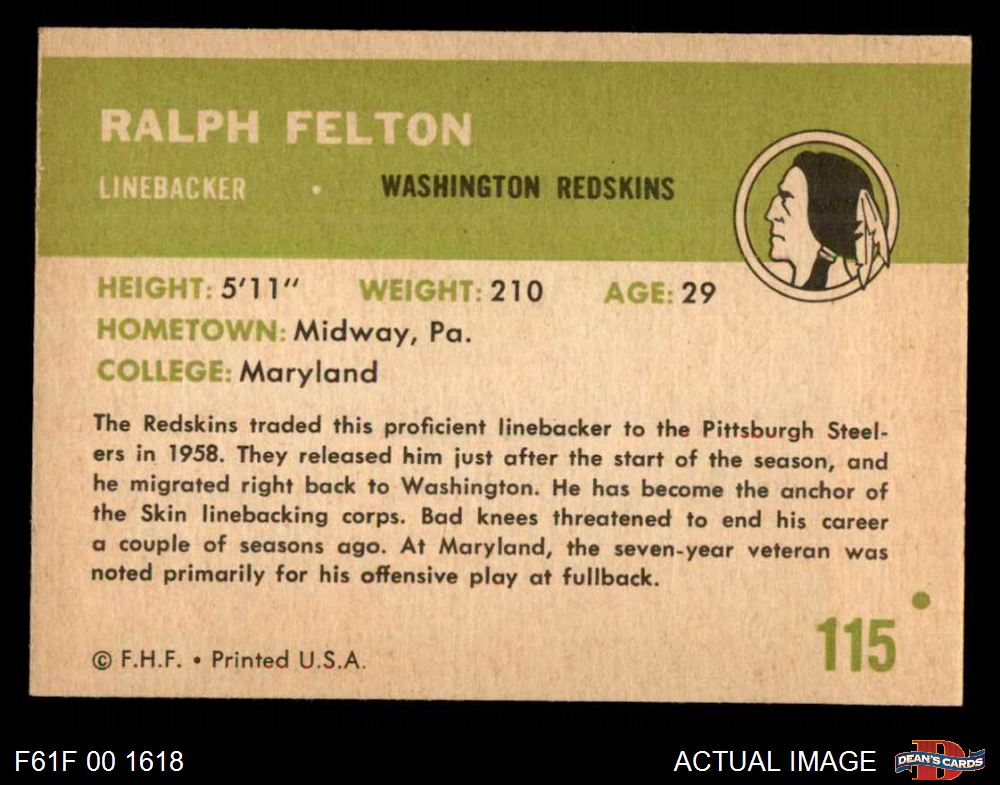 RALPH FELTON
LINEBACKER • WASHINGTON REDSKINS
HEIGHT: 5'11" WEIGHT: 210 AGE: 29
HOMETOWN: Midway, Pa.
COLLEGE: Maryland
The Redskins traded this proficient linebacker to the Pittsburgh Steel-
ers in 1958. They released him just after the start of the season, and
he migrated right back to Washington. He has become the anchor of
the Skin linebacking corps. Bad knees threatened to end his career
a couple of seasons ago. At Maryland, the seven-year veteran was
noted primarily for his offensive play at fullback.
115
© F.H.F. • Printed U.S.A.
F61F 00 1618
ACTUAL IMAGE
DEAN'S CARDS